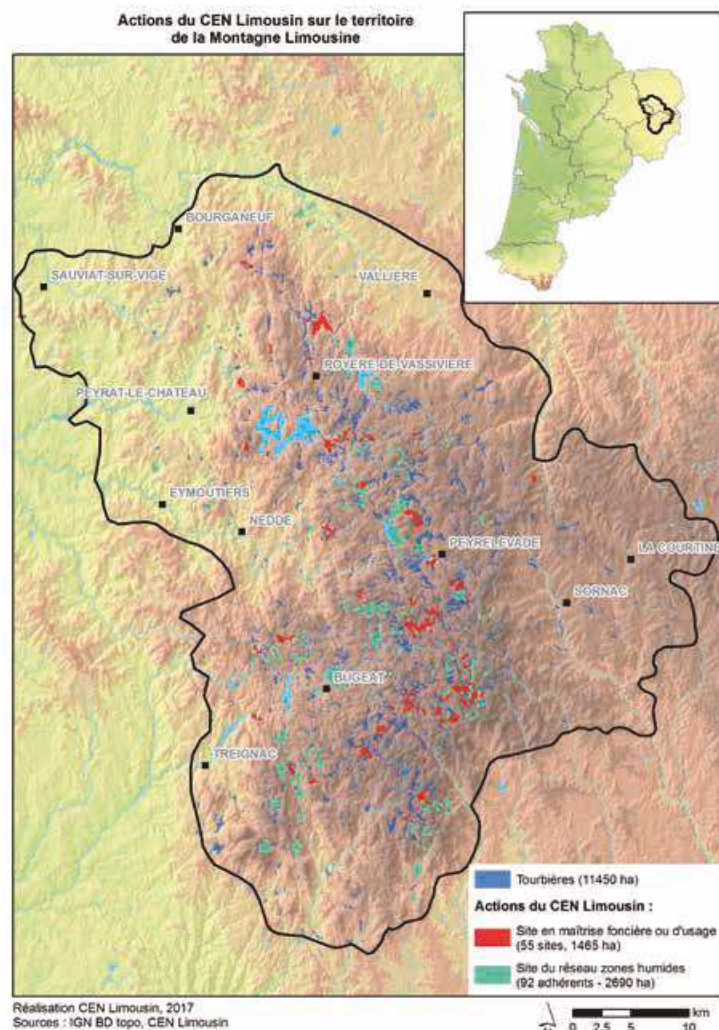 Actions du CEN Limousin sur le territoire
de la Montagne Limousine
BOURGANEUF
SAUVIAT-SUR-VIGE
VALLIERE
ROYERE-DE-VASSIVIERE
PEYRAT-LE-CHATEAU
EYMOUTIERS
NEDDE
PEYRELEVADE
LA COURTINE
SORNAC
BUGEAT
TREIGNAC
Tourbières (11450 ha)
Actions du CEN Limousin :
Site en maîtrise foncière ou d'usage
(55 sites, 1465 ha)
Site du réseau zones humides
(92 adhérents - 2690 ha)
Réalisation CEN Limousin, 2017
Sources : IGN BD topo, CEN Limousin
0 2.5 10
km